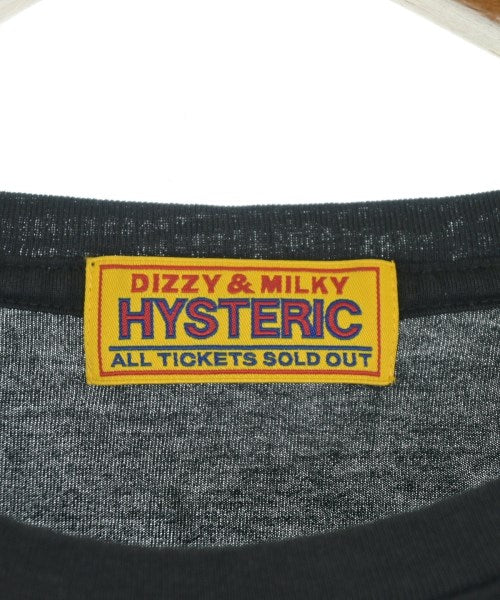 DIZZY & MILKY
HYSTERIC
ALL TICKETS SOLD OUT